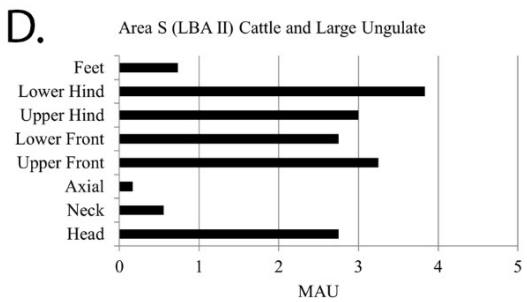 D.
Area S (LBA II) Cattle and Large Ungulate
Feet
Lower Hind
Upper Hind
Lower Front
Upper Front
Axial
Neck
Head
0 1 2 3 4 5
MAU